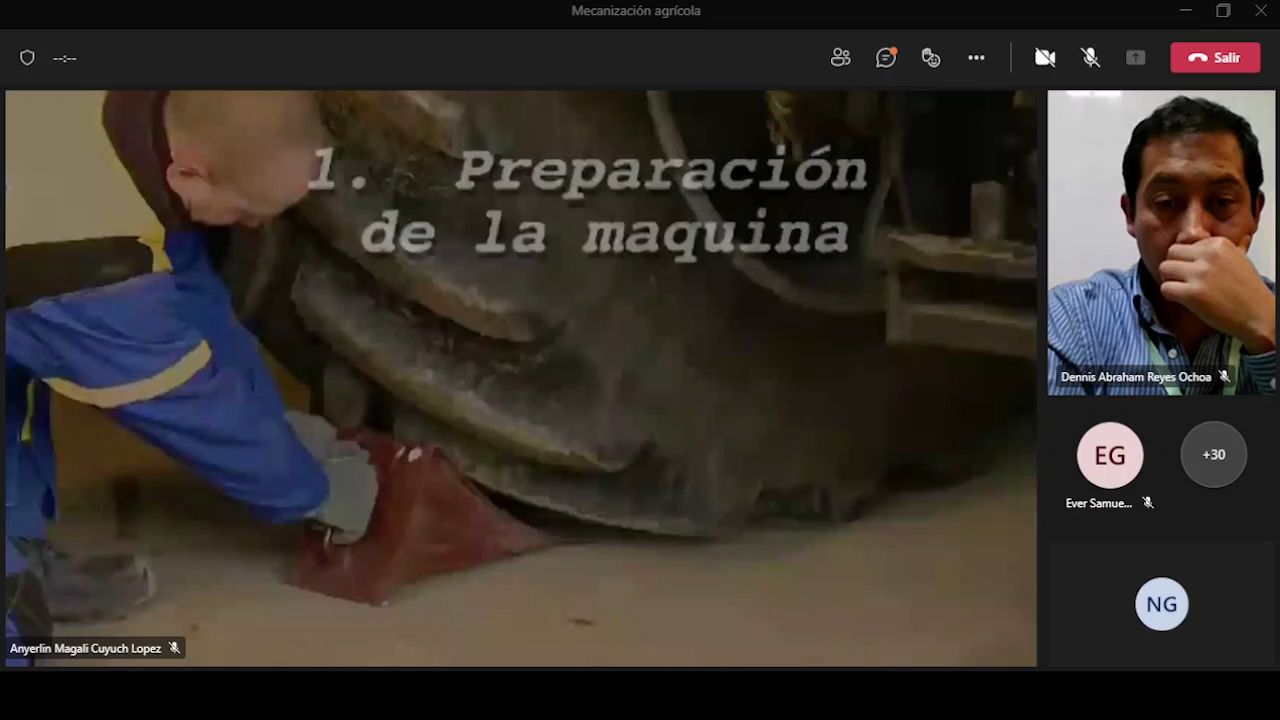 Mecanización agrícola
--:--
Salir
1. Preparación
de la maquina
Dennis Abraham Reyes Ochoa
EG
+30
Ever Samue...
NG
Anyerlin Magali Cuyuch Lopez